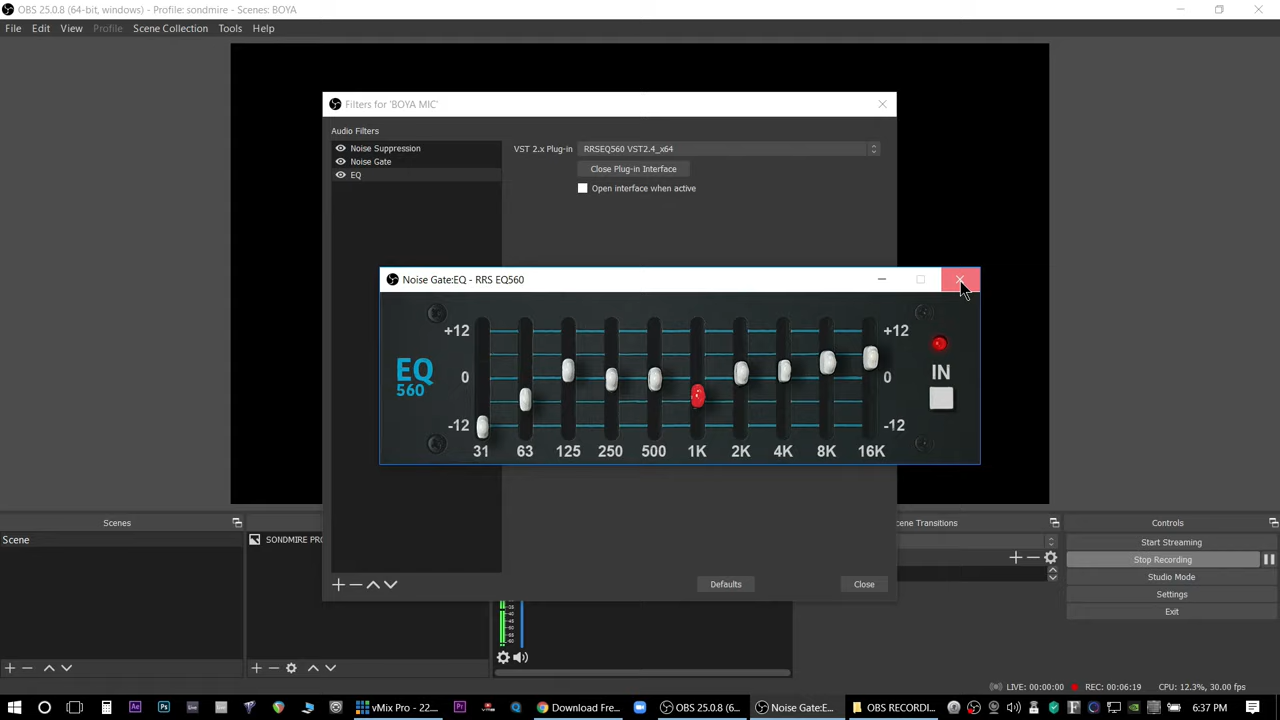 OBS 25.0.8 (64-bit, windows) - Profile: sondmire - Scenes: BOYA
File Edit View Profile Scene Collection Tools Help
Filters for 'BOYA MIC'
Audio Filters
Noise Suppression
Noise Gate
EQ
VST 2.x Plug-in RRSEQ560 VST2.4_x64
Close Plug-in Interface
Open interface when active
Noise Gate:EQ - RRS EQ560
+12 +12
EQ 0 0 IN
560
-12 -12
31 63 125 250 500 1K 2K 4K 8K 16K
Defaults Close
Scenes
Scene
SONDMIRE PR
cene Transitions
Controls
Start Streaming
Stop Recording
Studio Mode
Settings
Exit
LIVE: 00:00:00 REC: 00:06:19 CPU: 12.3%, 30.00 fps
vMix Pro - 22.... Download Fre... OBS 25.0.8 (6... Noise Gate:E... OBS RECORDI... 6:37 PM